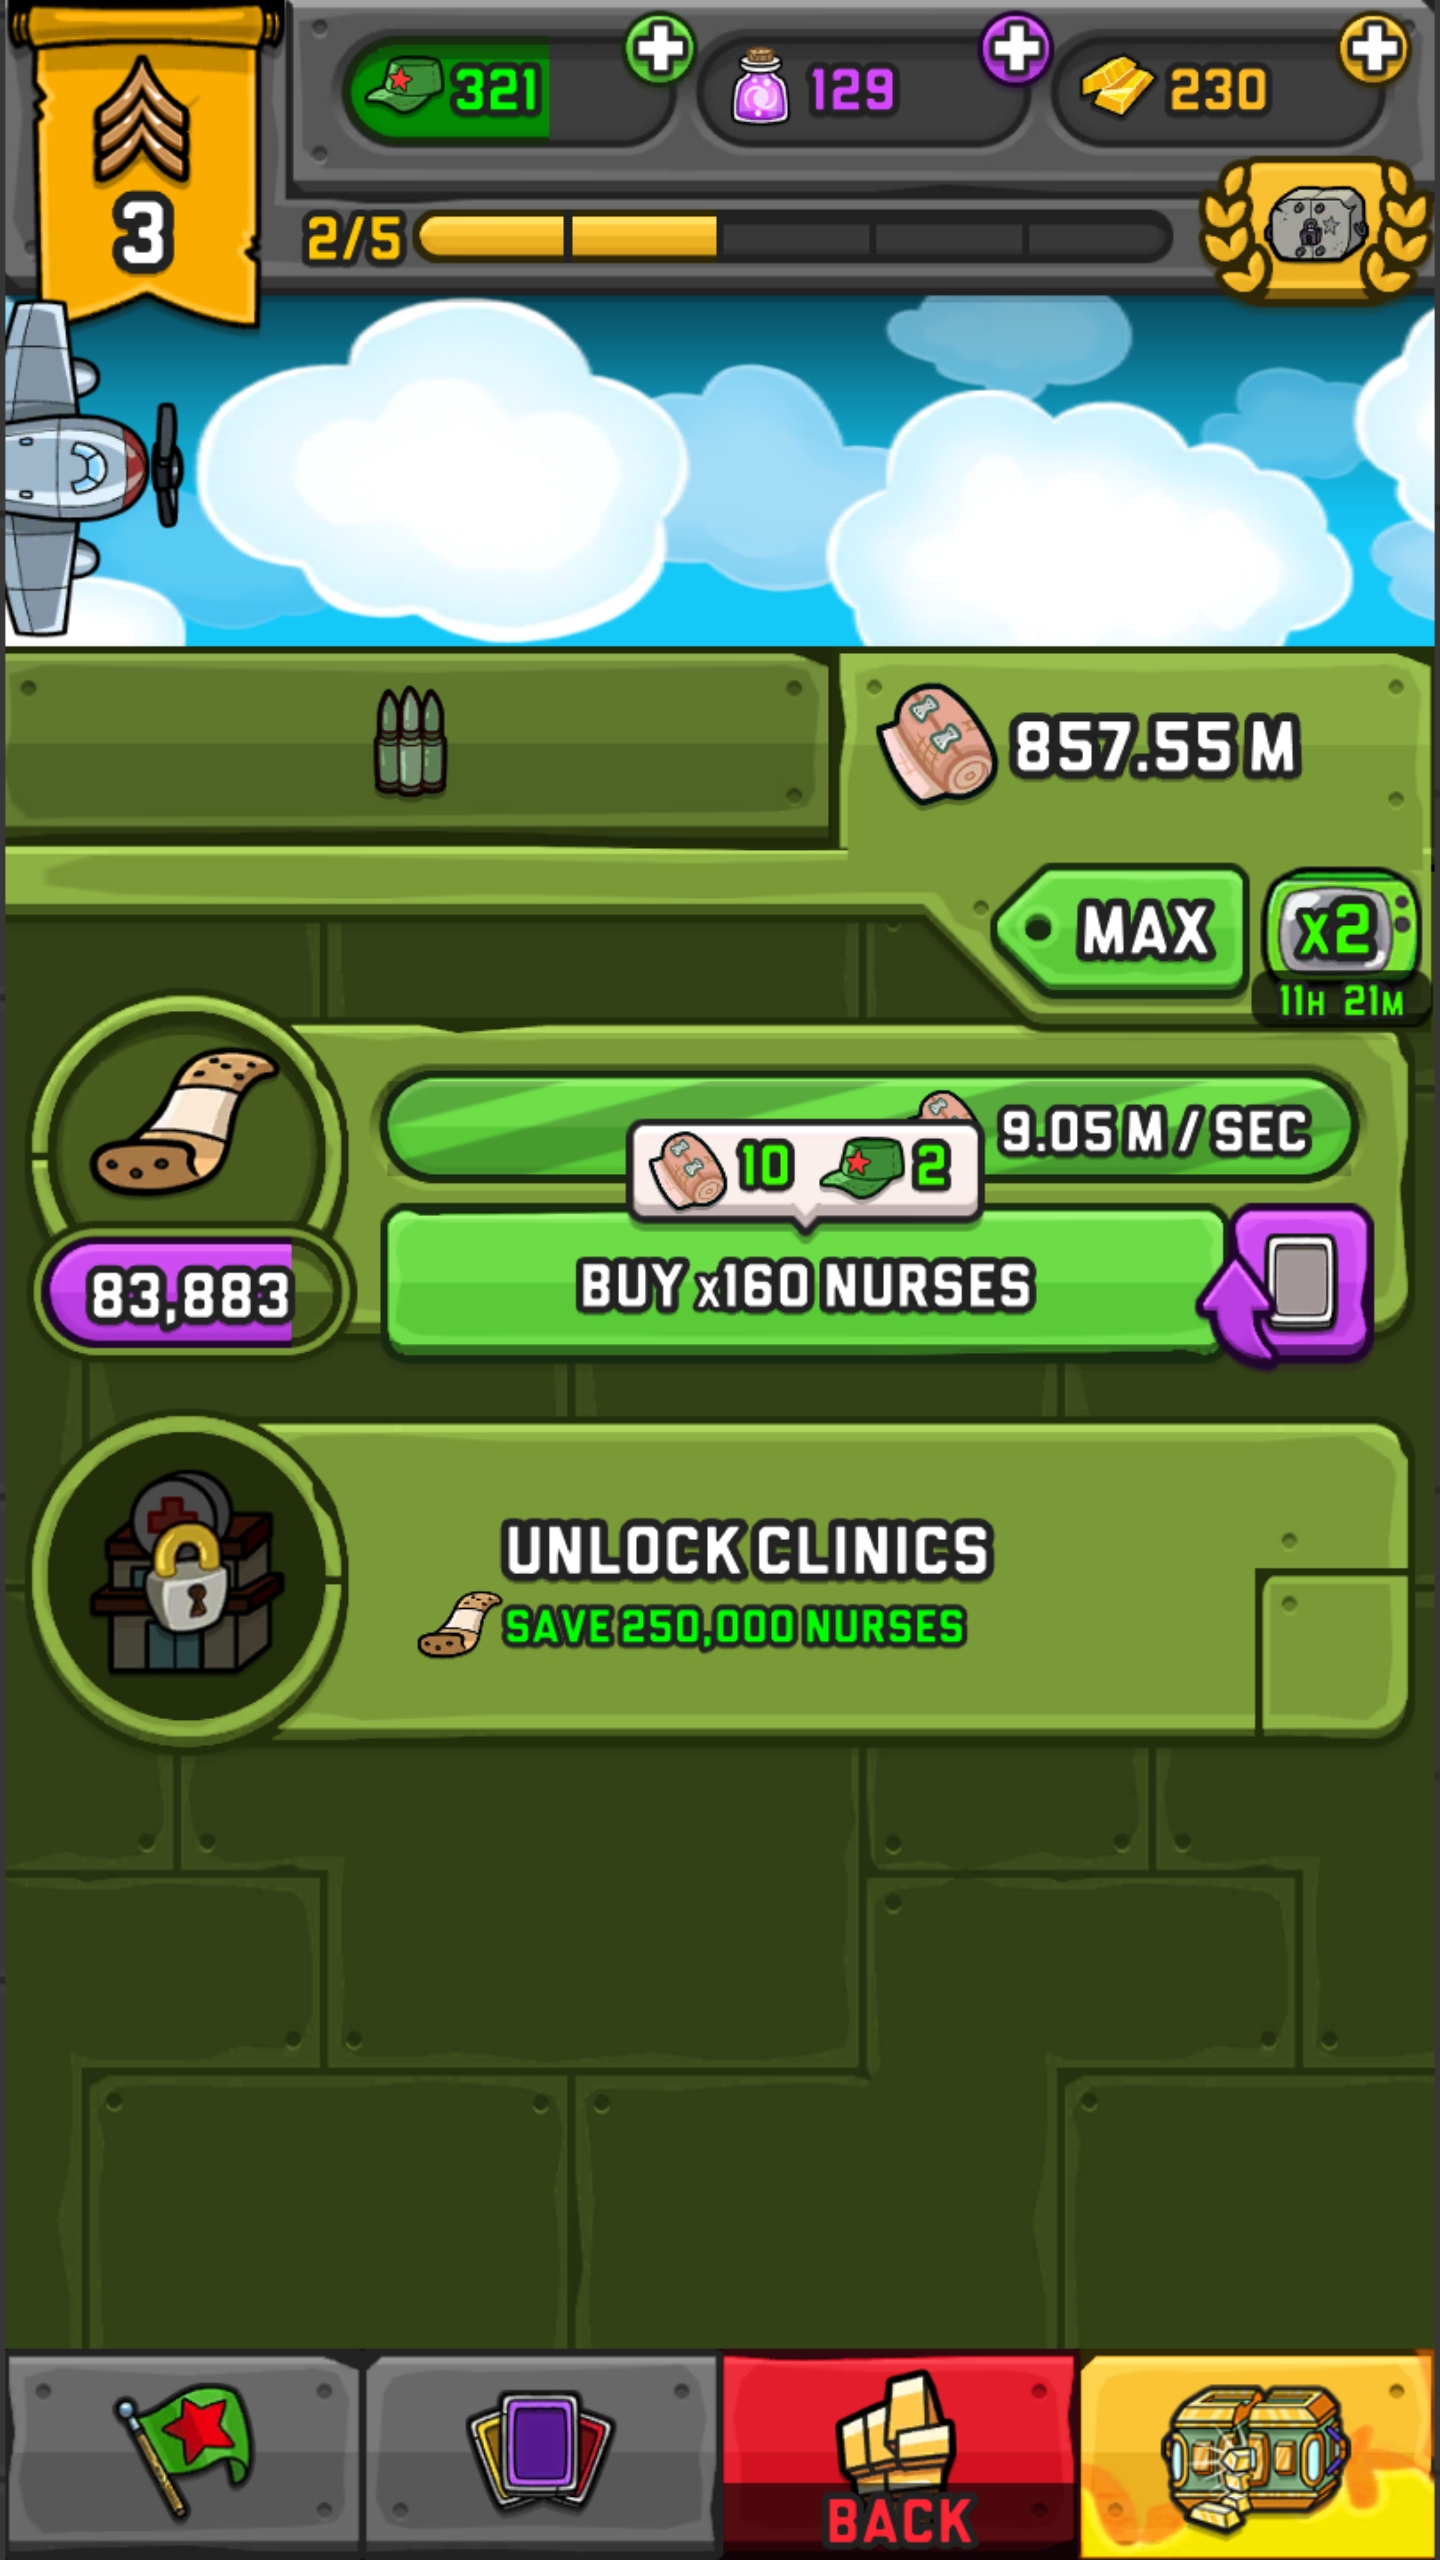 321
129
230
3
2/5
857.55 M
MAX
x2
11H 21M
9.05 M / SEC
10
2
83,883
BUY x160 NURSES
UNLOCK CLINICS
SAVE 250,000 NURSES
BACK